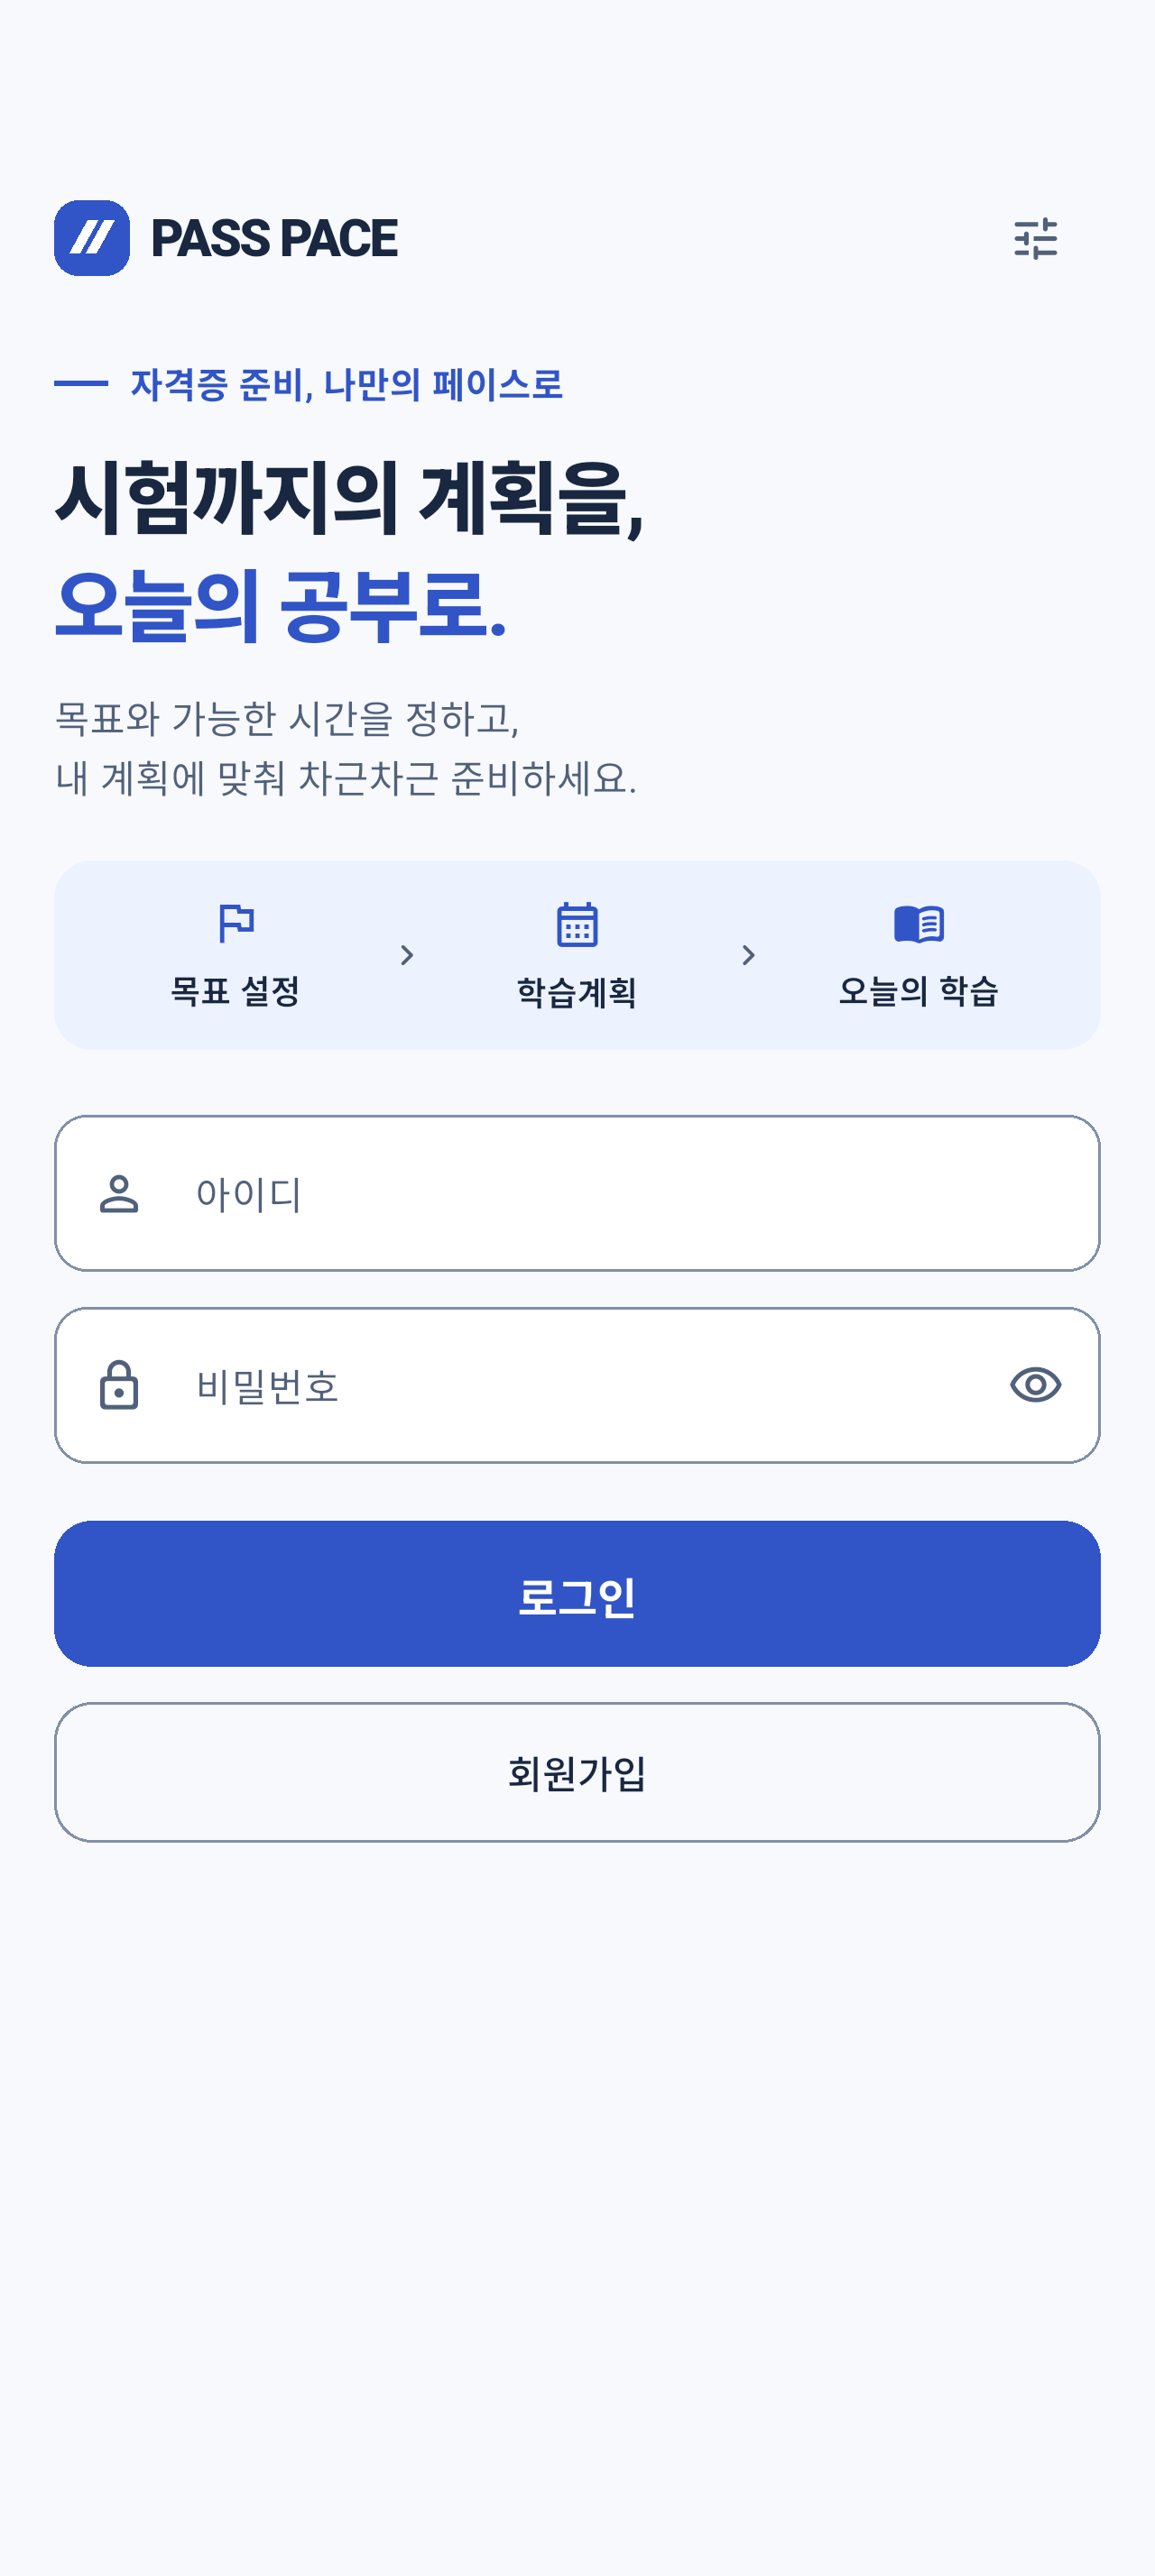 PASS PACE
자격증 준비, 나만의 페이스로
시험까지의 계획을,
오늘의 공부로.
목표와 가능한 시간을 정하고,
내 계획에 맞춰 차근차근 준비하세요.
목표 설정
학습계획
오늘의 학습
아이디
비밀번호
로그인
회원가입